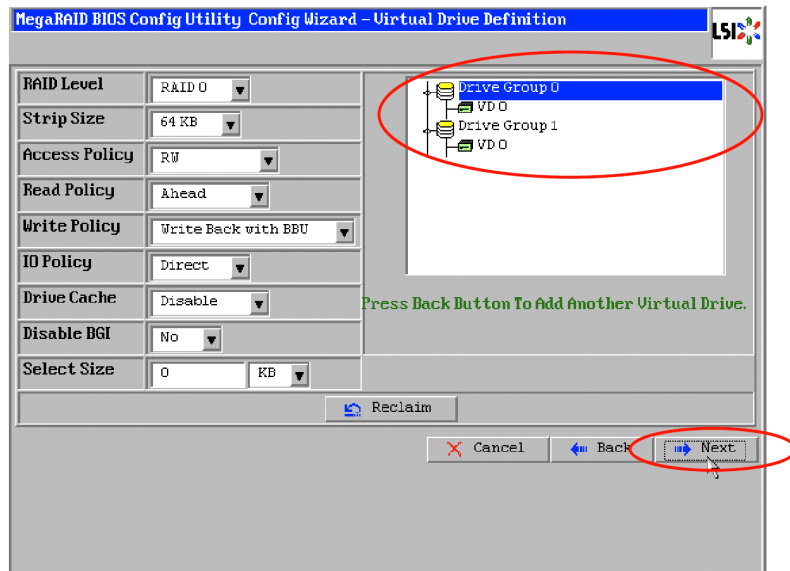 MegaRAID BIOS Config Utility Config Wizard – Virtual Drive Definition
LSI
RAID Level RAID 0
Strip Size 64 KB
Access Policy RW
Read Policy Ahead
Write Policy Write Back with BBU
IO Policy Direct
Drive Cache Disable
Disable BGI No
Select Size 0 KB
Drive Group 0
VD 0
Drive Group 1
VD 0
Press Back Button To Add Another Virtual Drive.
Reclaim
Cancel Back Next